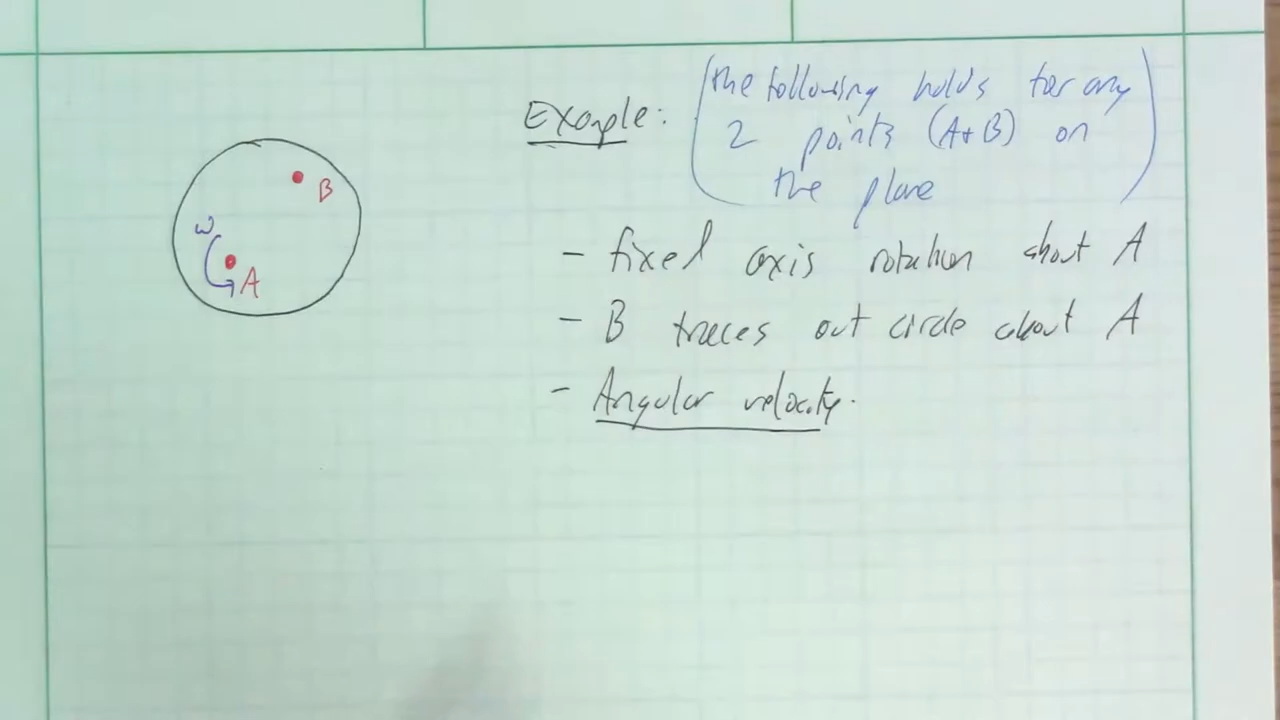 Example: (the following holds for any
2 points (A+B) on
the plane)
- fixed axis rotation about A
- B traces out circle about A
- Angular velocity.
B
ω
A